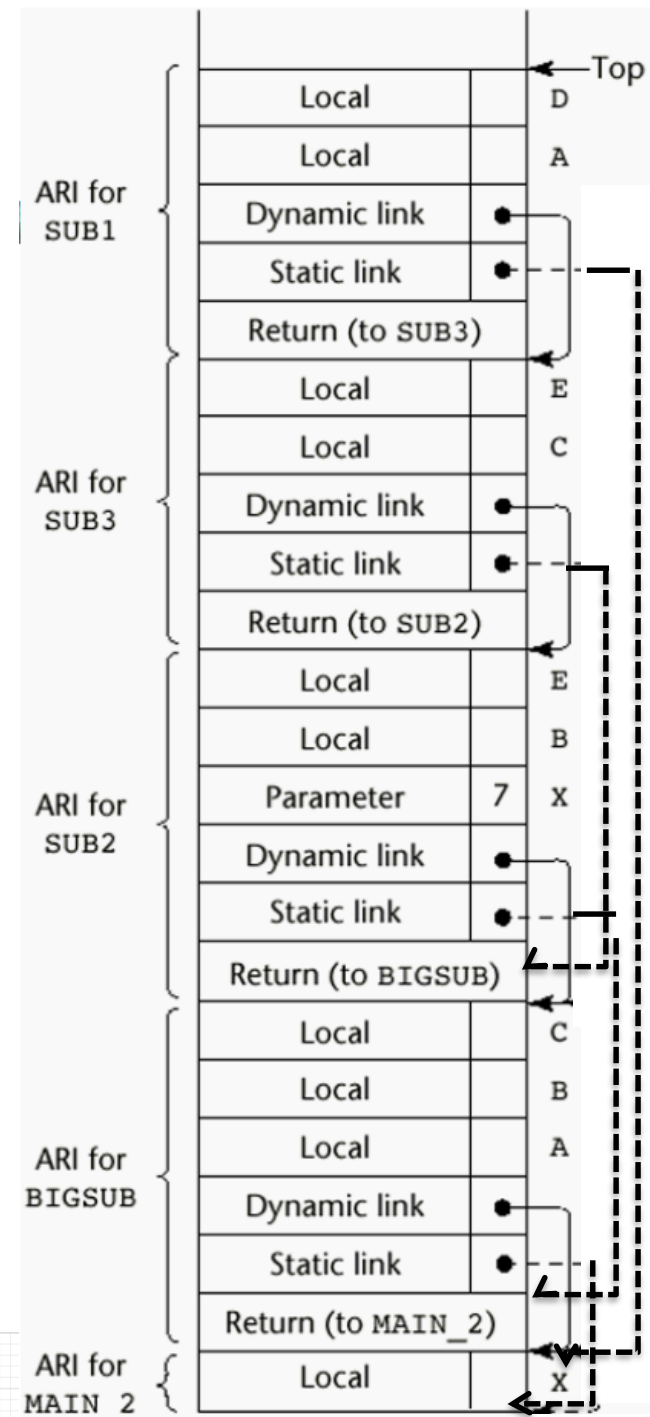 Top
Local D
Local A
ARI for
SUB1
Dynamic link
Static link
Return (to SUB3)
Local E
Local C
ARI for
SUB3
Dynamic link
Static link
Return (to SUB2)
Local E
Local B
Parameter 7 X
ARI for
SUB2
Dynamic link
Static link
Return (to BIGSUB)
Local C
Local B
Local A
ARI for
BIGSUB
Dynamic link
Static link
Return (to MAIN_2)
ARI for
MAIN_2
Local X